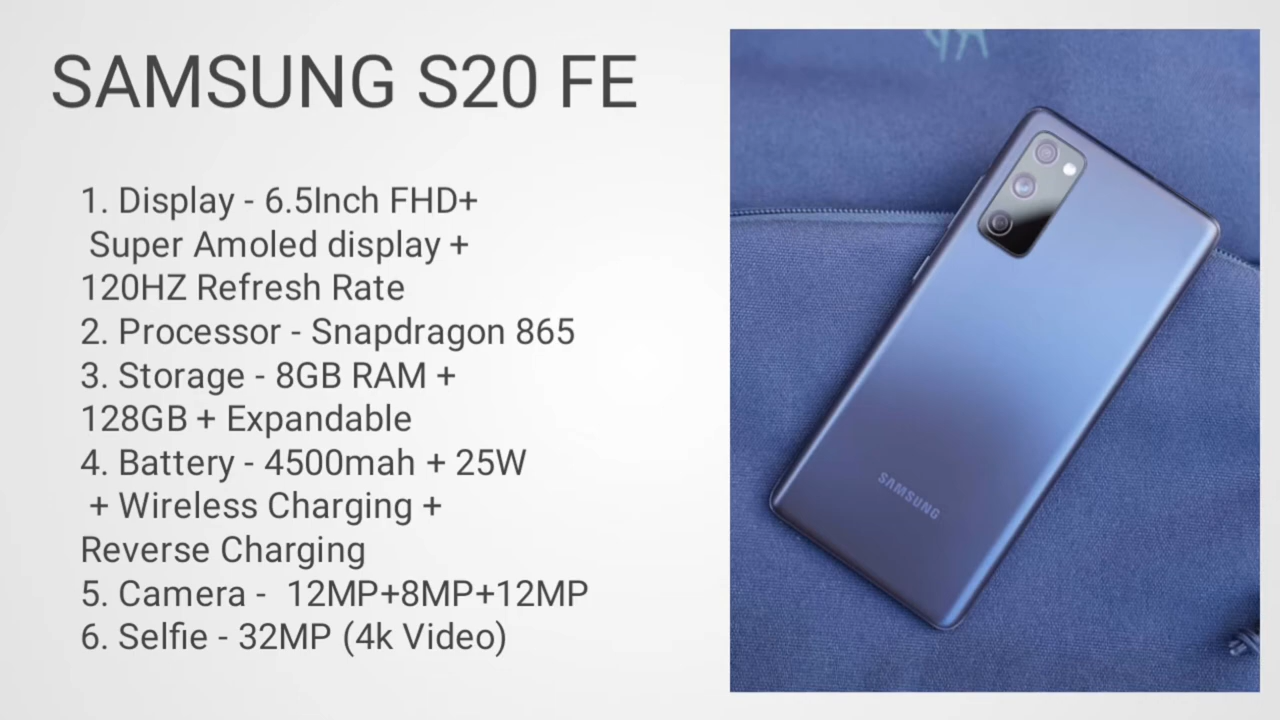 SAMSUNG S20 FE
1. Display - 6.5Inch FHD+
Super Amoled display +
120HZ Refresh Rate
2. Processor - Snapdragon 865
3. Storage - 8GB RAM +
128GB + Expandable
4. Battery - 4500mah + 25W
+ Wireless Charging +
Reverse Charging
5. Camera -  12MP+8MP+12MP
6. Selfie - 32MP (4k Video)
SAMSUNG